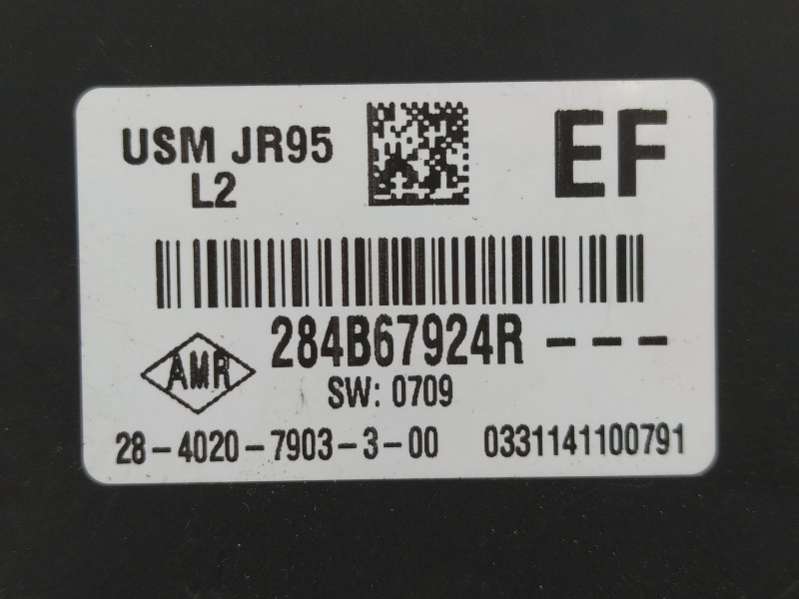 USM JR95
L2
EF
284B67924R ---
AMR
SW: 0709
28-4020-7903-3-00 0331141100791